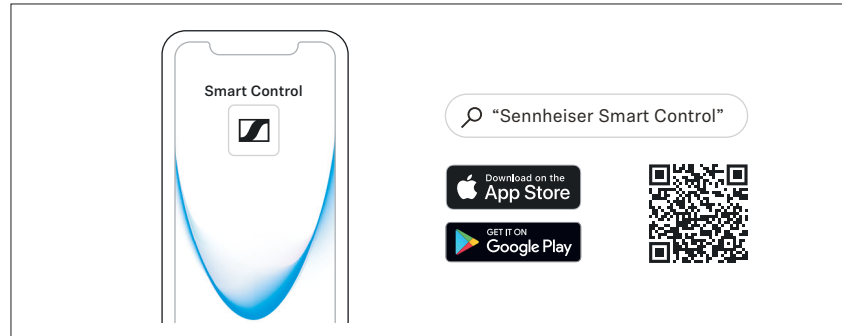 Smart Control
“Sennheiser Smart Control”
Download on the
App Store
GET IT ON
Google Play